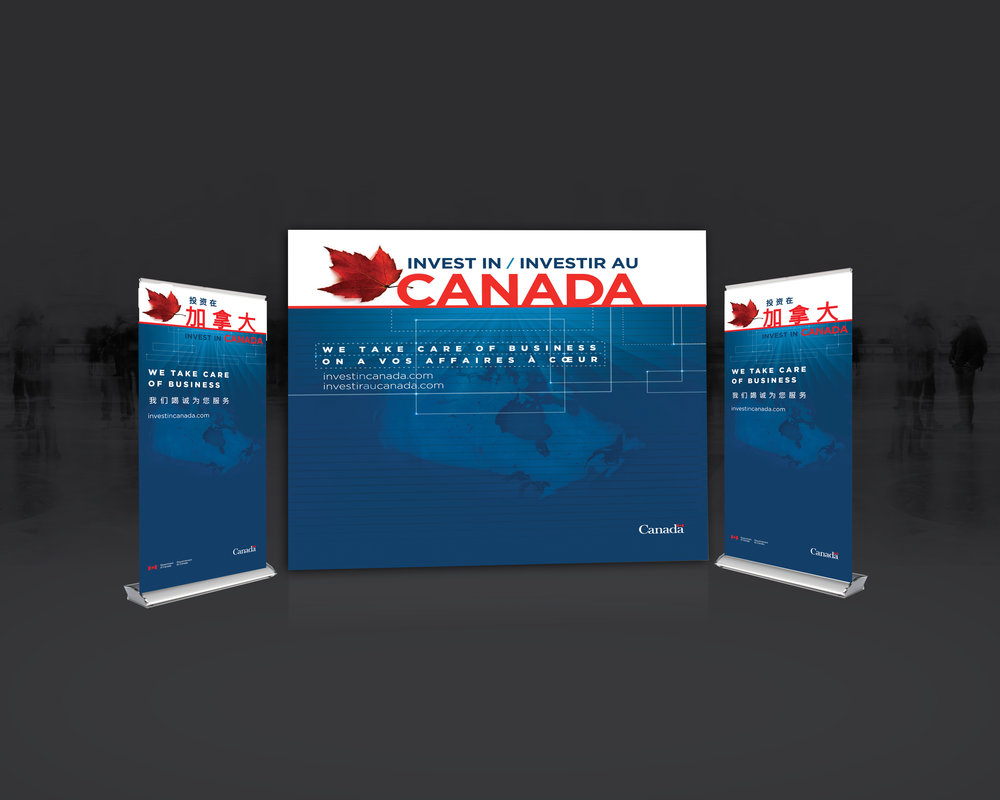 投资在
加拿大
INVEST IN CANADA
WE TAKE CARE
OF BUSINESS
我们竭诚为您服务
investincanada.com
Canada
INVEST IN / INVESTIR AU
CANADA
WE TAKE CARE OF BUSINESS
ON A VOS AFFAIRES À CŒUR
investincanada.com
investiraucanada.com
Canada
投资在
加拿大
INVEST IN CANADA
WE TAKE CARE
OF BUSINESS
我们竭诚为您服务
investincanada.com
Canada